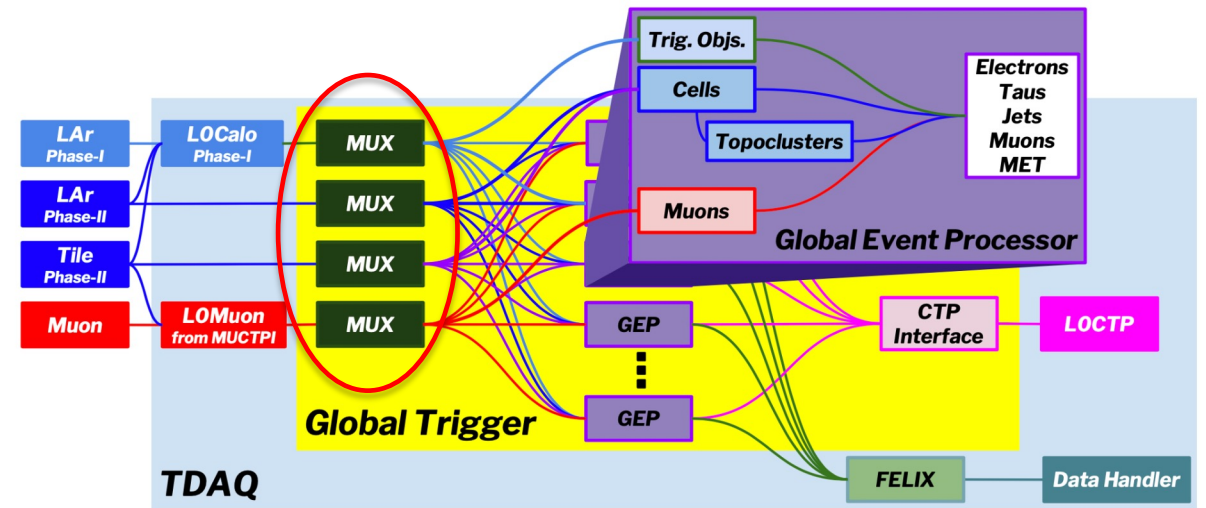 Trig. Objs.
Cells
Topoclusters
Muons
Electrons
Taus
Jets
Muons
MET
Global Event Processor
LAr
Phase-I
L0Calo
Phase-I
MUX
LAr
Phase-II
MUX
Tile
Phase-II
MUX
Muon
L0Muon
from MUCTPI
MUX
GEP
CTP
Interface
L0CTP
GEP
Global Trigger
TDAQ
FELIX
Data Handler